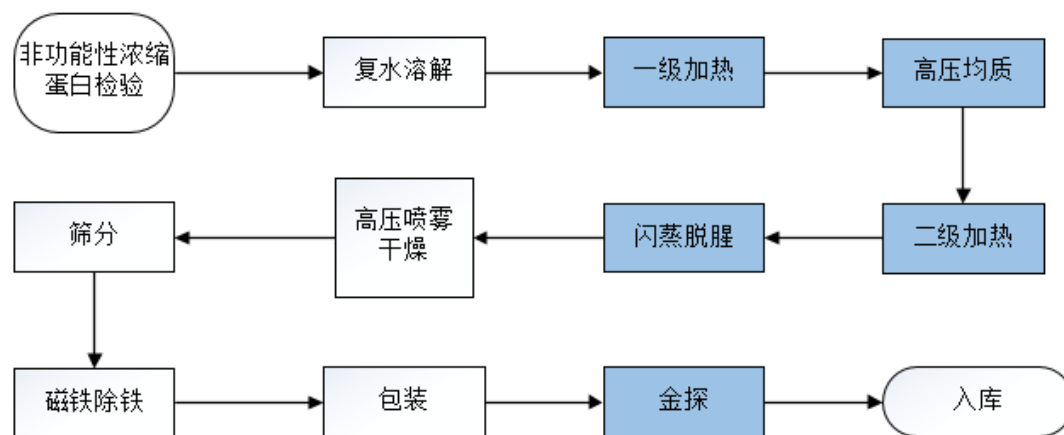 非功能性浓缩
蛋白检验
复水溶解
一级加热
高压均质
筛分
高压喷雾
干燥
闪蒸脱腥
二级加热
磁铁除铁
包装
金探
入库